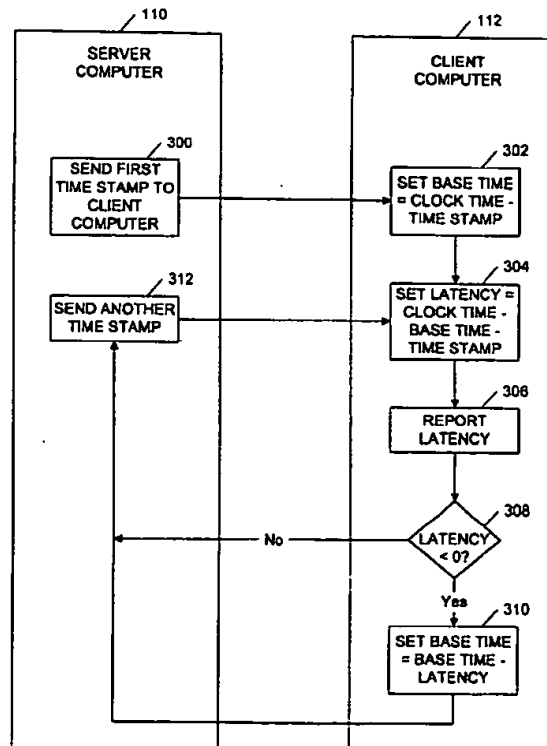 110
SERVER
COMPUTER
112
CLIENT
COMPUTER
300
SEND FIRST
TIME STAMP TO
CLIENT
COMPUTER
302
SET BASE TIME
= CLOCK TIME -
TIME STAMP
312
SEND ANOTHER
TIME STAMP
304
SET LATENCY =
CLOCK TIME -
BASE TIME -
TIME STAMP
306
REPORT
LATENCY
308
LATENCY
< 0?
No
Yes
310
SET BASE TIME
= BASE TIME -
LATENCY